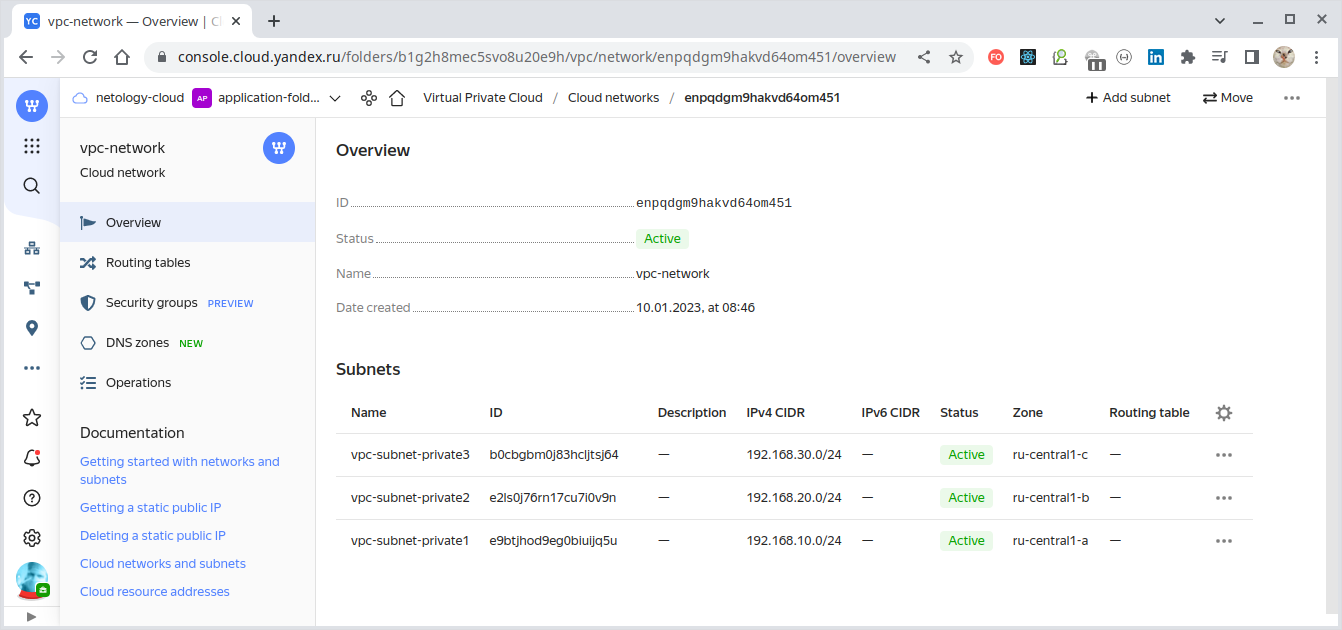 YC vpc-network — Overview | C
console.cloud.yandex.ru/folders/b1g2h8mec5svo8u20e9h/vpc/network/enpqdgm9hakvd64om451/overview
FO
in
netology-cloud AP application-fold... Virtual Private Cloud / Cloud networks / enpqdgm9hakvd64om451 + Add subnet Move
vpc-network
Cloud network
Overview
Routing tables
Security groups PREVIEW
DNS zones NEW
Operations
Documentation
Getting started with networks and
subnets
Getting a static public IP
Deleting a static public IP
Cloud networks and subnets
Cloud resource addresses
Overview
ID enpqdgm9hakvd64om451
Status Active
Name vpc-network
Date created 10.01.2023, at 08:46
Subnets
Name ID Description IPv4 CIDR IPv6 CIDR Status Zone Routing table
vpc-subnet-private3 b0cbgbm0j83hcljtsj64 — 192.168.30.0/24 — Active ru-central1-c —
vpc-subnet-private2 e2ls0j76rn17cu7i0v9n — 192.168.20.0/24 — Active ru-central1-b —
vpc-subnet-private1 e9btjhod9eg0biuijq5u — 192.168.10.0/24 — Active ru-central1-a —